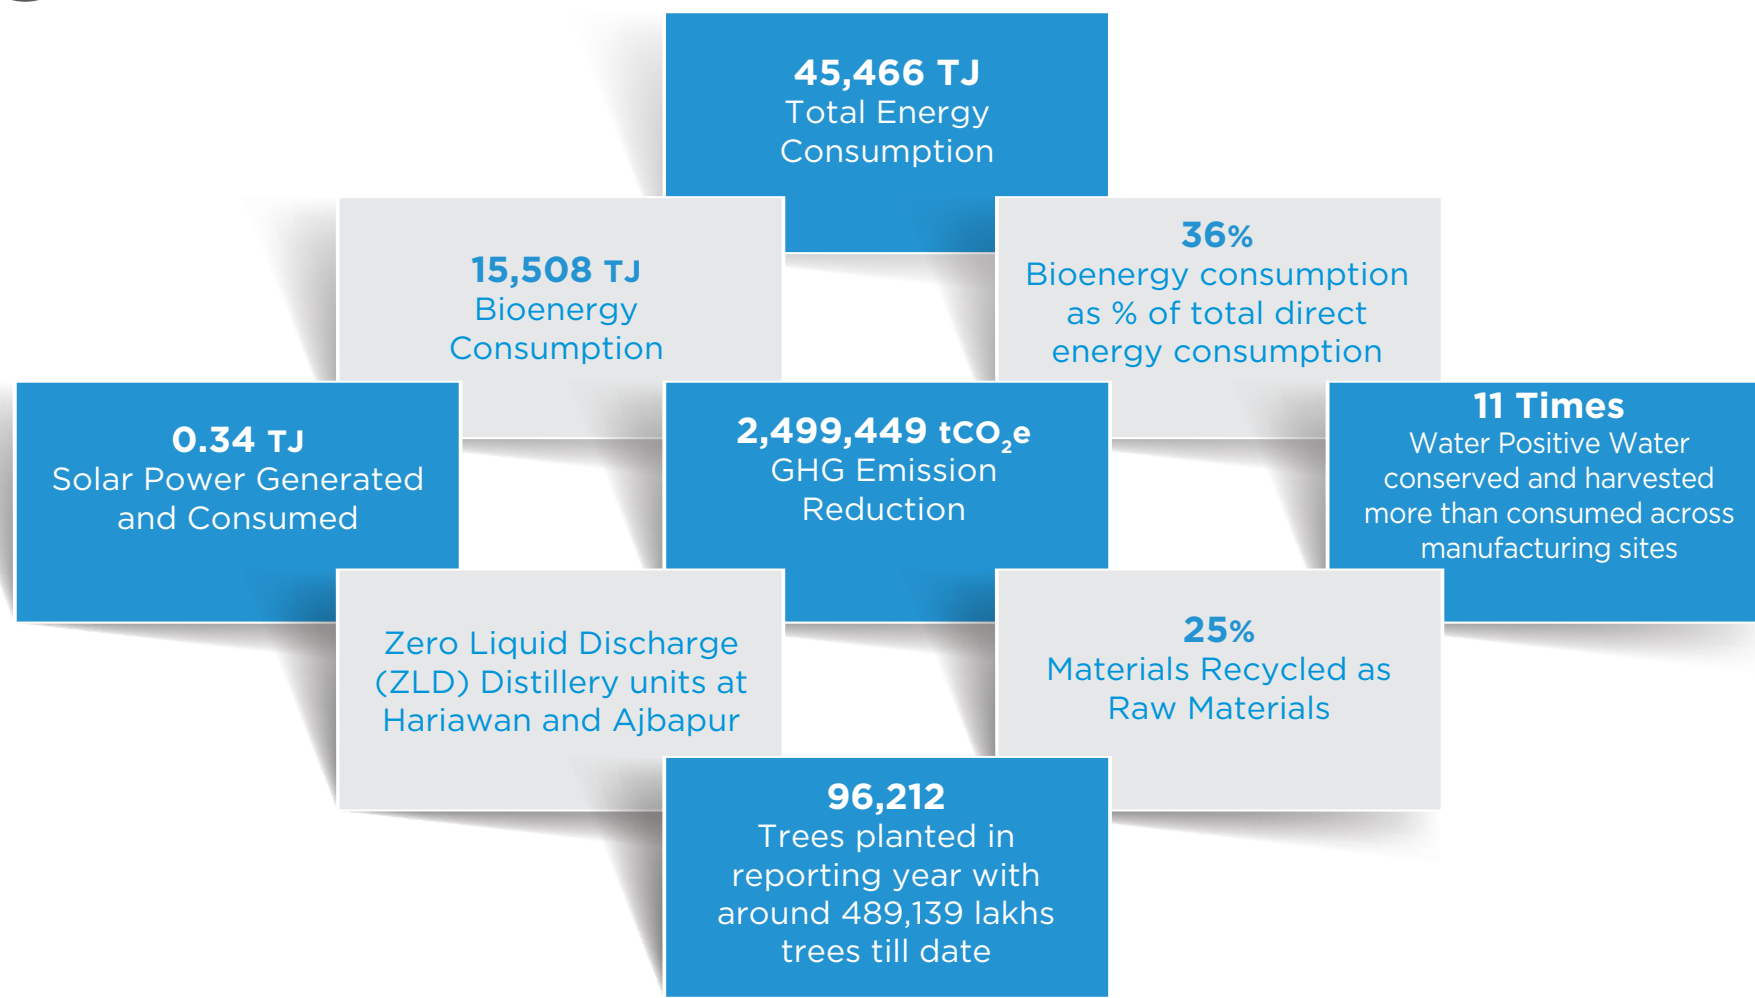 45,466 TJ
Total Energy
Consumption
15,508 TJ
Bioenergy
Consumption
36%
Bioenergy consumption
as % of total direct
energy consumption
0.34 TJ
Solar Power Generated
and Consumed
2,499,449 tCO₂e
GHG Emission
Reduction
11 Times
Water Positive Water
conserved and harvested
more than consumed across
manufacturing sites
Zero Liquid Discharge
(ZLD) Distillery units at
Hariawan and Ajbapur
25%
Materials Recycled as
Raw Materials
96,212
Trees planted in
reporting year with
around 489,139 lakhs
trees till date